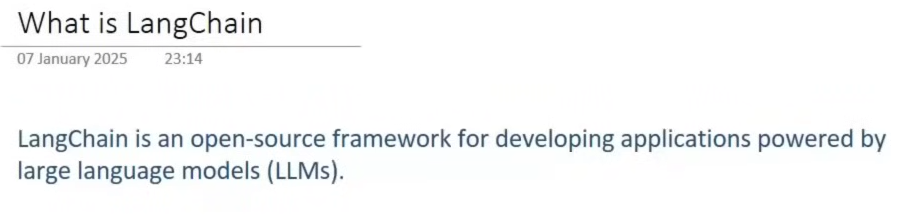 What is LangChain
07 January 2025 23:14
LangChain is an open-source framework for developing applications powered by
large language models (LLMs).